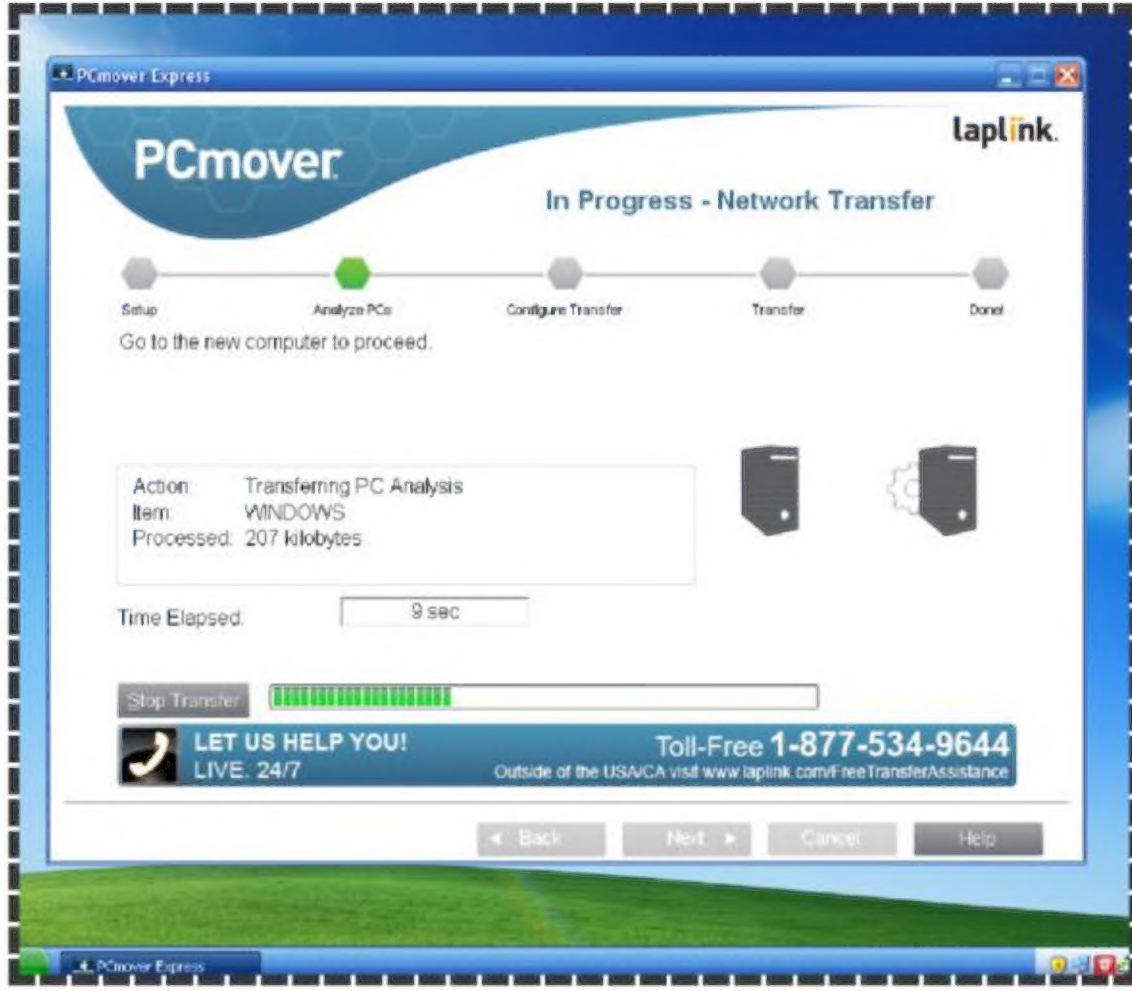 PCmover Express
PCmover
laplink.
In Progress - Network Transfer
Setup
Analyze PCs
Configure Transfer
Transfer
Done!
Go to the new computer to proceed.
Action: Transferring PC Analysis
Item: WINDOWS
Processed: 207 kilobytes
Time Elapsed: 9 sec
Stop Transfer
LET US HELP YOU!
LIVE. 24/7
Toll-Free 1-877-534-9644
Outside of the USA/CA visit www.laplink.com/FreeTransferAssistance
Back
Next
Cancel
Help
PCmover Express